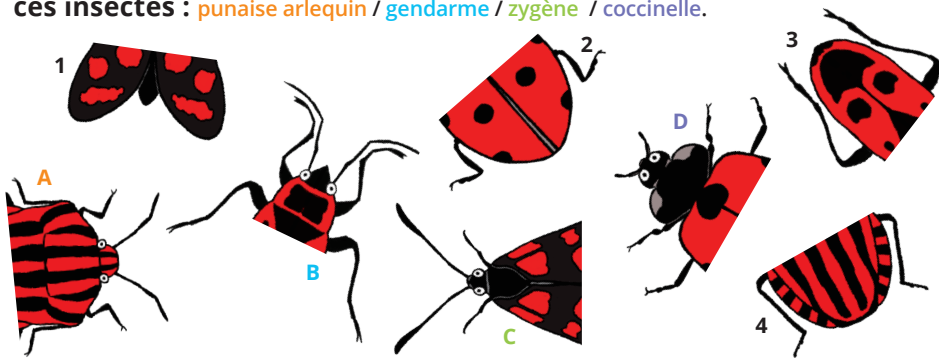 ces insectes : punaise arlequin / gendarme / zygène / coccinelle.
1
2
3
D
A
B
C
4